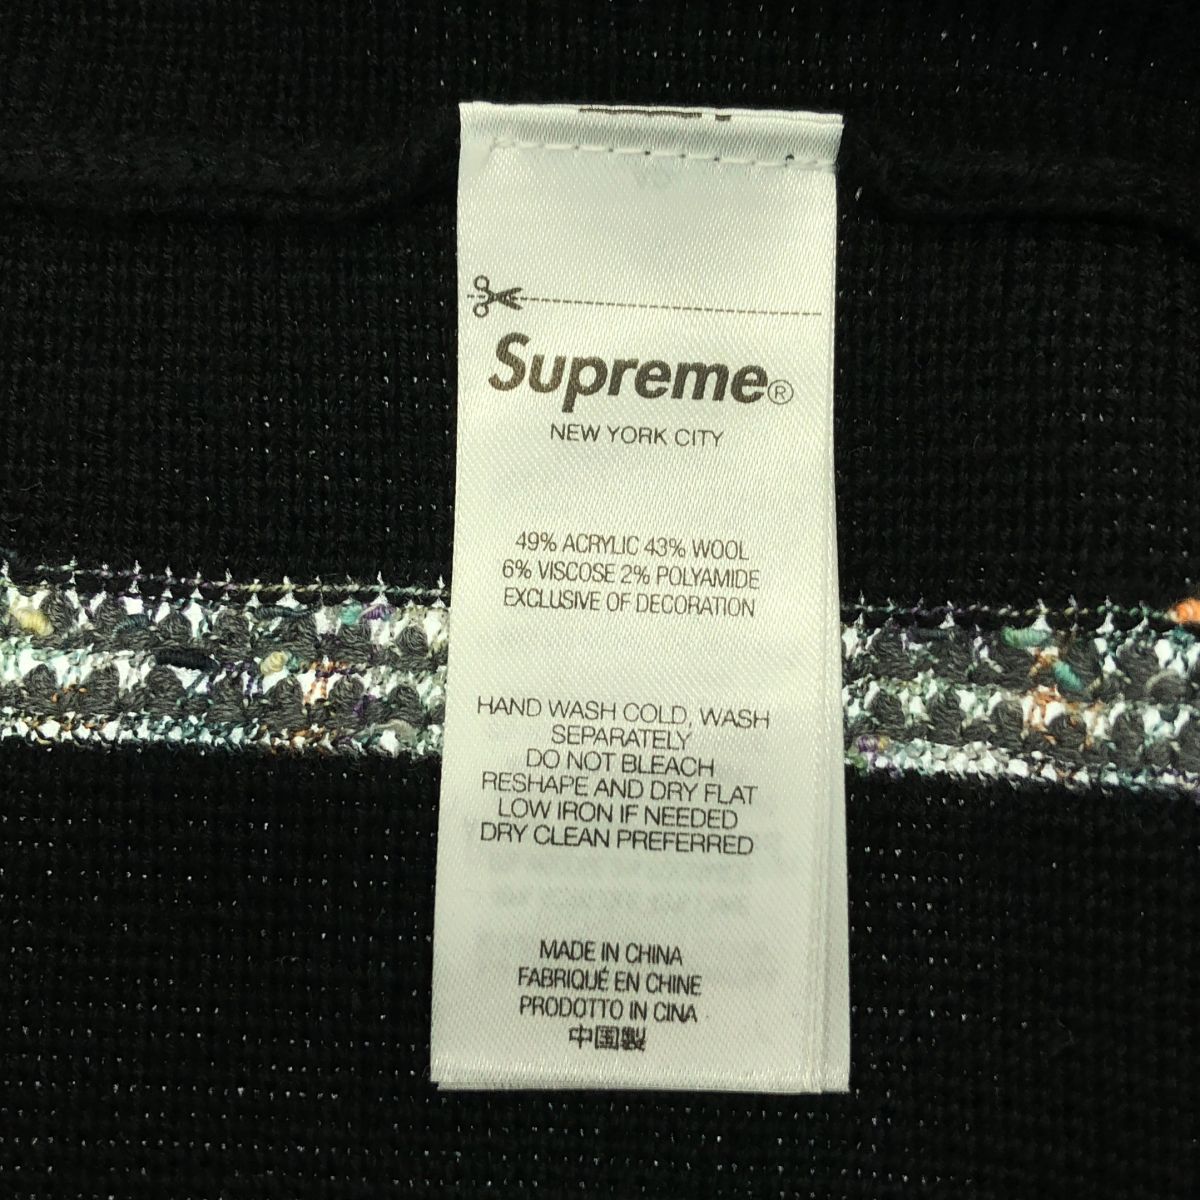 Supreme®
NEW YORK CITY
49% ACRYLIC 43% WOOL
6% VISCOSE 2% POLYAMIDE
EXCLUSIVE OF DECORATION
HAND WASH COLD, WASH
SEPARATELY
DO NOT BLEACH
RESHAPE AND DRY FLAT
LOW IRON IF NEEDED
DRY CLEAN PREFERRED
MADE IN CHINA
FABRIQUÉ EN CHINE
PRODOTTO IN CINA
中国製